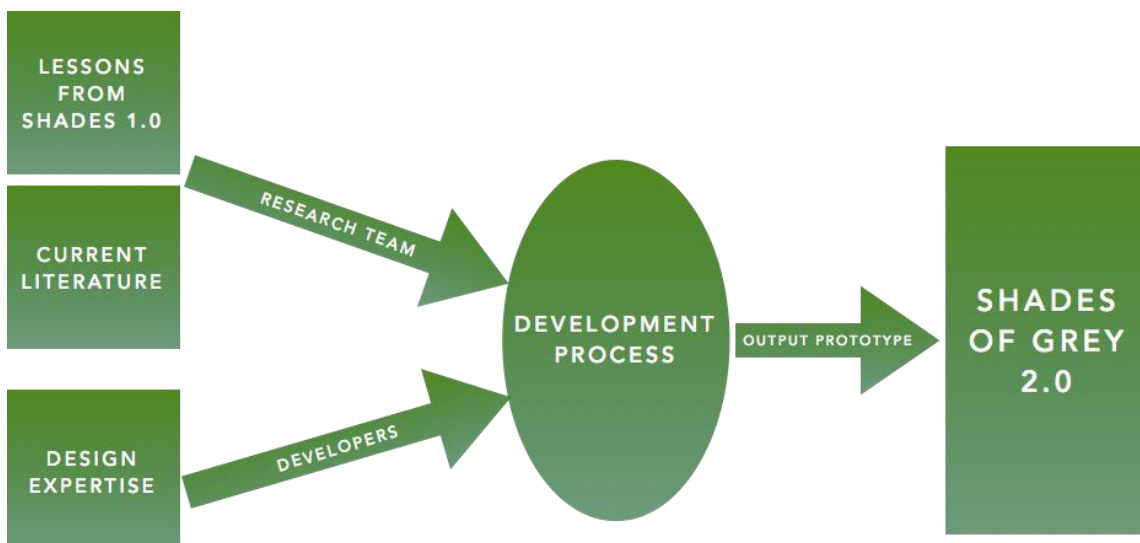 LESSONS
FROM
SHADES 1.0
CURRENT
LITERATURE
DESIGN
EXPERTISE
RESEARCH TEAM
DEVELOPERS
DEVELOPMENT
PROCESS
OUTPUT PROTOTYPE
SHADES
OF GREY
2.0